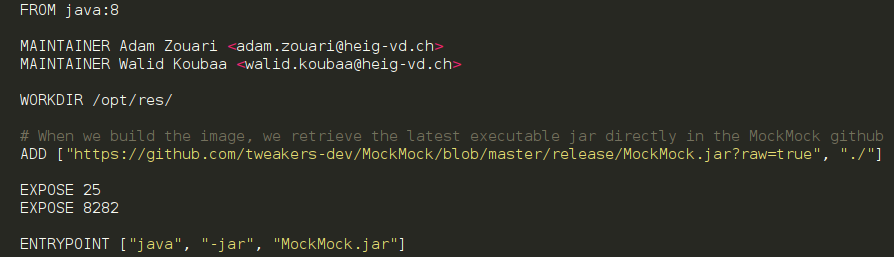 FROM java:8
MAINTAINER Adam Zouari <adam.zouari@heig-vd.ch>
MAINTAINER Walid Koubaa <walid.koubaa@heig-vd.ch>
WORKDIR /opt/res/
# When we build the image, we retrieve the latest executable jar directly in the MockMock github
ADD ["https://github.com/tweakers-dev/MockMock/blob/master/release/MockMock.jar?raw=true", "./"]
EXPOSE 25
EXPOSE 8282
ENTRYPOINT ["java", "-jar", "MockMock.jar"]